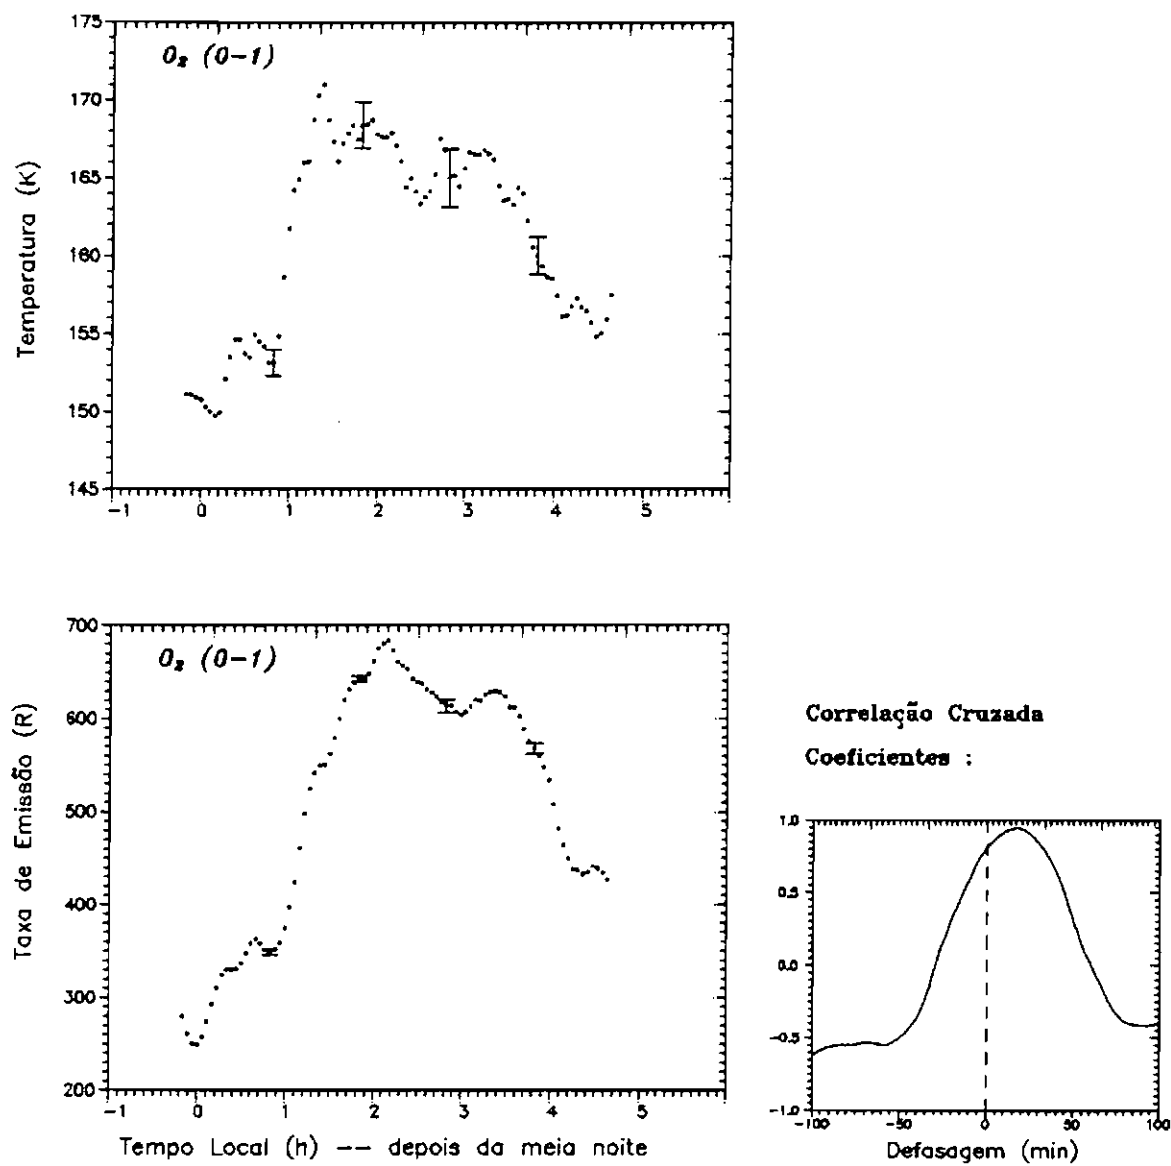 175
170
165
160
155
150
145
Temperatura (K)
O₂ (0-1)
-1 0 1 2 3 4 5
700
600
500
400
300
200
Taxa de Emissão (R)
O₂ (0-1)
-1 0 1 2 3 4 5
Tempo Local (h) -- depois da meia noite
Correlação Cruzada
Coeficientes :
1.0
0.5
0.0
-0.5
-1.0
-100 -50 0 50 100
Defasagem (min)